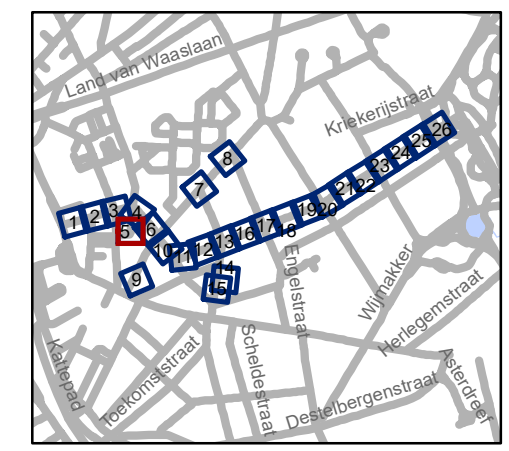 Land van Waaslaan
Kriekerijstraat
8
7
1
2
3
4
5
6
10
9
11
12
13
14
15
16
17
18
19
20
21
22
23
24
25
26
Engelstraat
Wijmakker
Herlegemstraat
Kattepad
Toekomststraat
Scheldestraat
Destelbergenstraat
Asterdreef